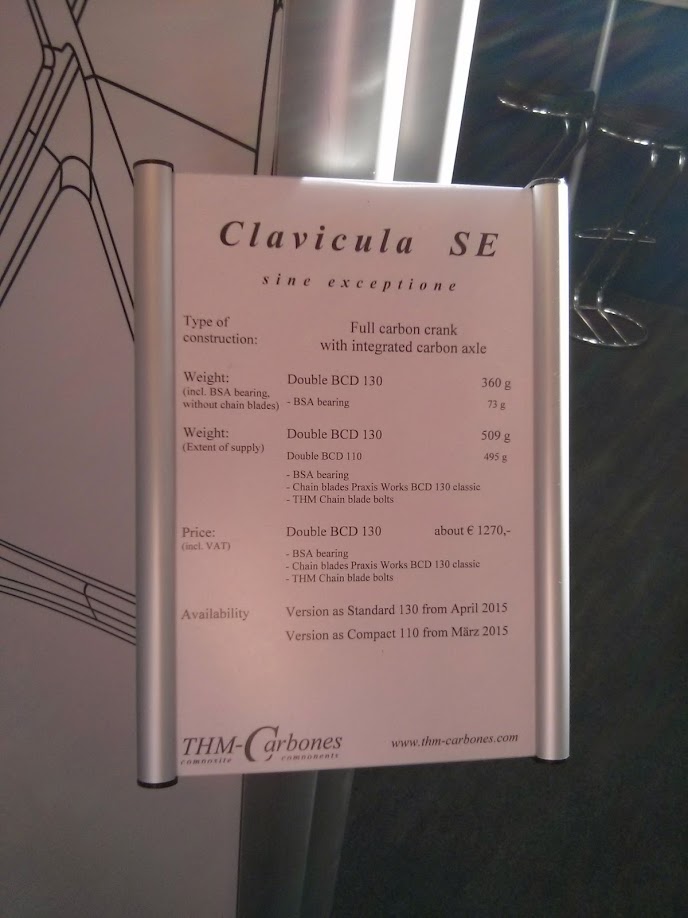 Clavicula SE
sine exceptione
Type of
construction:
Full carbon crank
with integrated carbon axle
Weight:
(incl. BSA bearing,
without chain blades)
Double BCD 130 360 g
- BSA bearing 73 g
Weight:
(Extent of supply)
Double BCD 130 509 g
Double BCD 110 495 g
- BSA bearing
- Chain blades Praxis Works BCD 130 classic
- THM Chain blade bolts
Price:
(incl. VAT)
Double BCD 130 about € 1270,-
- BSA bearing
- Chain blades Praxis Works BCD 130 classic
- THM Chain blade bolts
Availability
Version as Standard 130 from April 2015
Version as Compact 110 from März 2015
THM-Carbones
composite components
www.thm-carbones.com